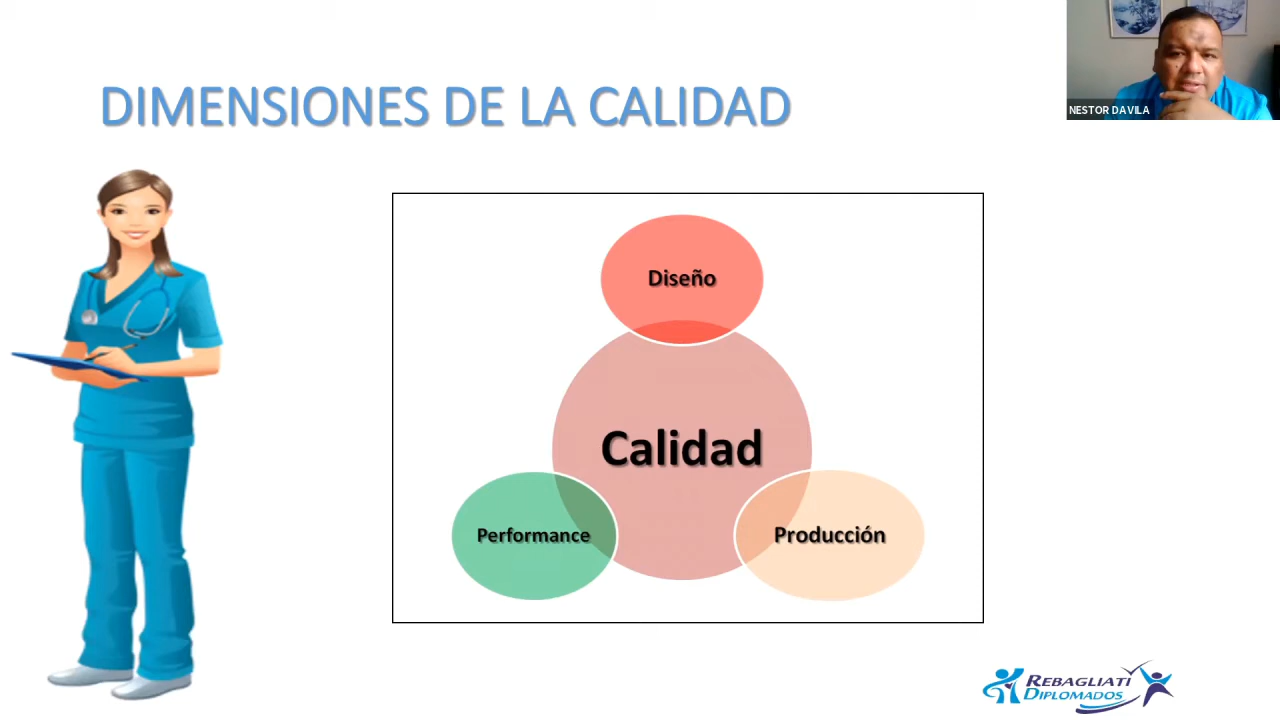 DIMENSIONES DE LA CALIDAD
NESTOR DAVILA
Diseño
Calidad
Performance
Producción
REBAGLIATI
DIPLOMADOS